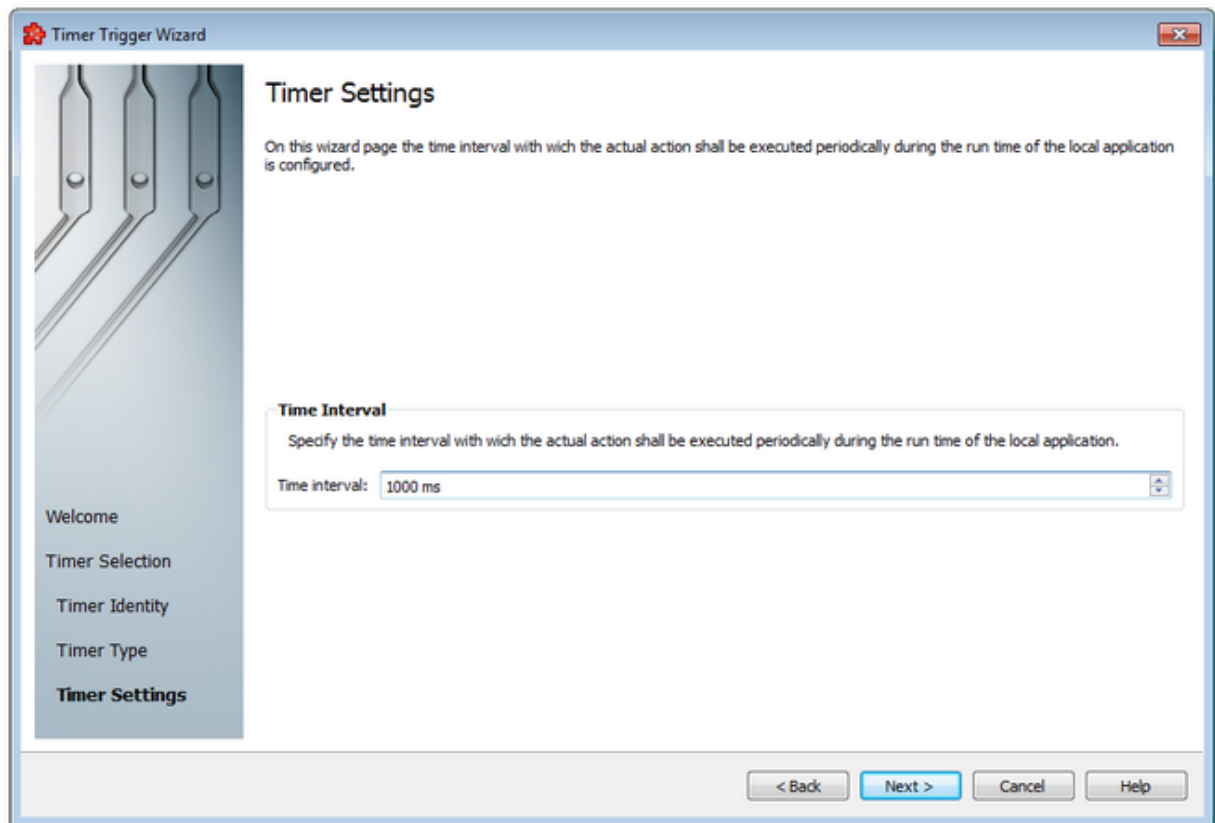 Timer Trigger Wizard
Timer Settings
On this wizard page the time interval with wich the actual action shall be executed periodically during the run time of the local application
is configured.
Time Interval
Specify the time interval with wich the actual action shall be executed periodically during the run time of the local application.
Time interval: 1000 ms
Welcome
Timer Selection
Timer Identity
Timer Type
Timer Settings
< Back Next > Cancel Help